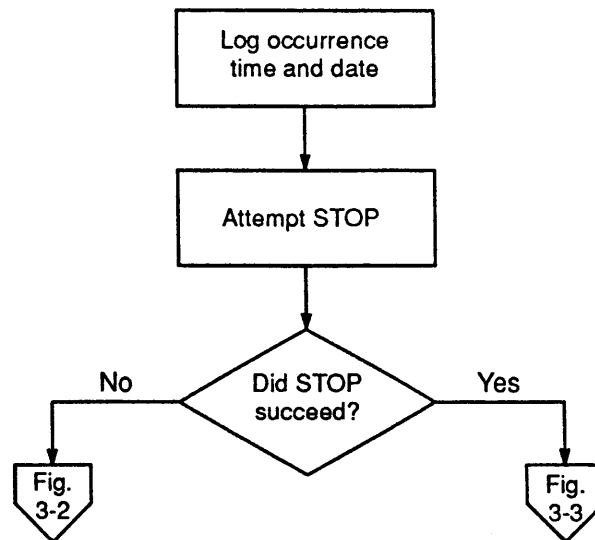 Log occurrence
time and date
Attempt STOP
Did STOP
succeed?
No
Yes
Fig.
3-2
Fig.
3-3